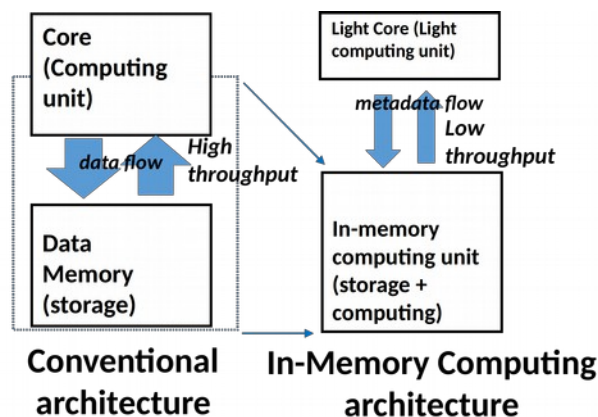 Core
(Computing
unit)
data flow
High
throughput
Data
Memory
(storage)
Conventional
architecture
Light Core (Light
computing unit)
metadata flow
Low
throughput
In-memory
computing unit
(storage +
computing)
In-Memory Computing
architecture